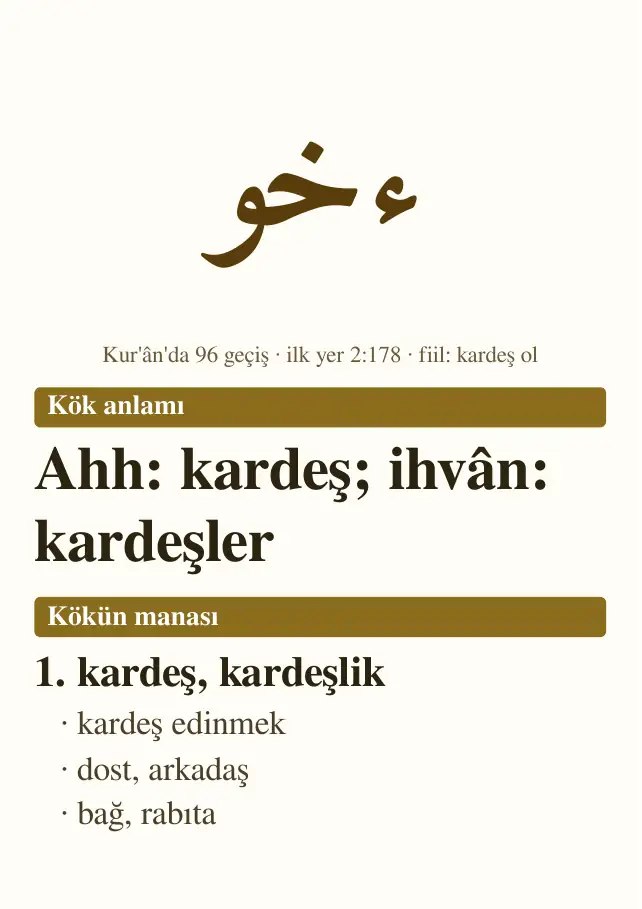 ء خو
Kur'ân'da 96 geçiş · ilk yer 2:178 · fiil: kardeş ol
Kök anlamı
Ahh: kardeş; ihvân:
kardeşler
Kökün manası
1. kardeş, kardeşlik
· kardeş edinmek
· dost, arkadaş
· bağ, rabıta